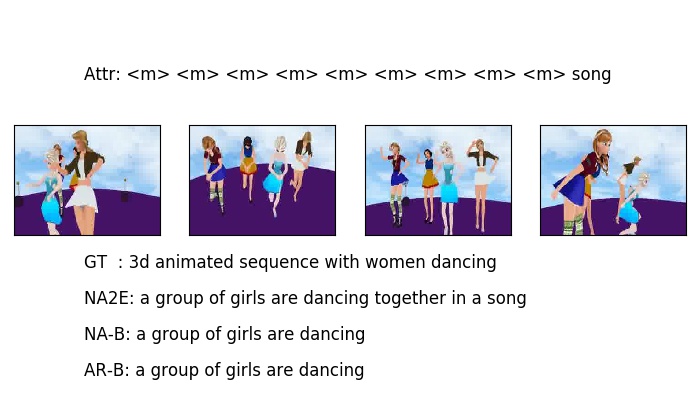 Attr: <m> <m> <m> <m> <m> <m> <m> <m> <m> song
GT  : 3d animated sequence with women dancing
NA2E: a group of girls are dancing together in a song
NA-B: a group of girls are dancing
AR-B: a group of girls are dancing